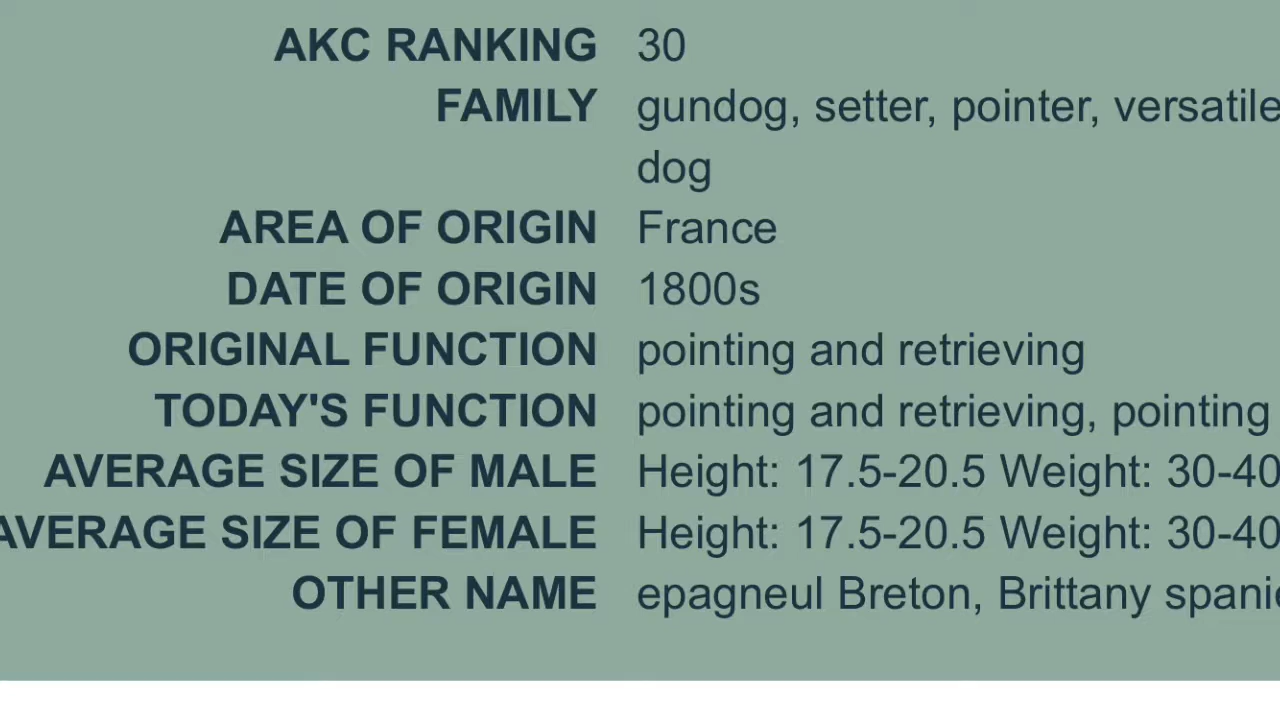 AKC RANKING 30
FAMILY gundog, setter, pointer, versatile
dog
AREA OF ORIGIN France
DATE OF ORIGIN 1800s
ORIGINAL FUNCTION pointing and retrieving
TODAY'S FUNCTION pointing and retrieving, pointing
AVERAGE SIZE OF MALE Height: 17.5-20.5 Weight: 30-40
AVERAGE SIZE OF FEMALE Height: 17.5-20.5 Weight: 30-40
OTHER NAME epagneul Breton, Brittany